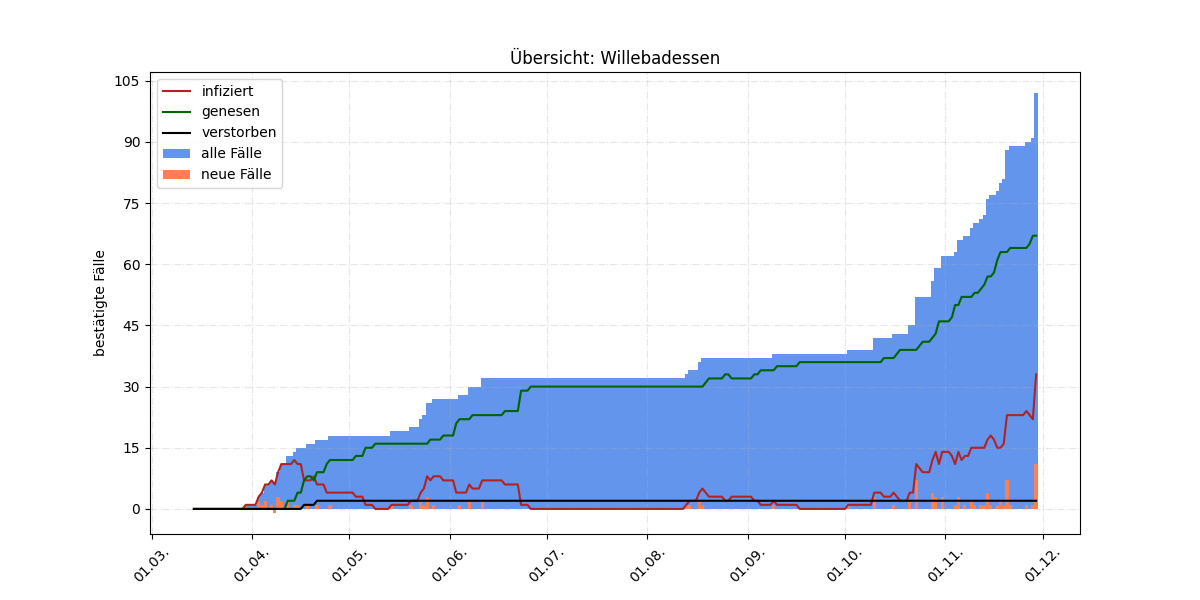 Übersicht: Willebadessen
infiziert
genesen
verstorben
alle Fälle
neue Fälle
bestätigte Fälle
105
90
75
60
45
30
15
0
01.03.
01.04.
01.05.
01.06.
01.07.
01.08.
01.09.
01.10.
01.11.
01.12.